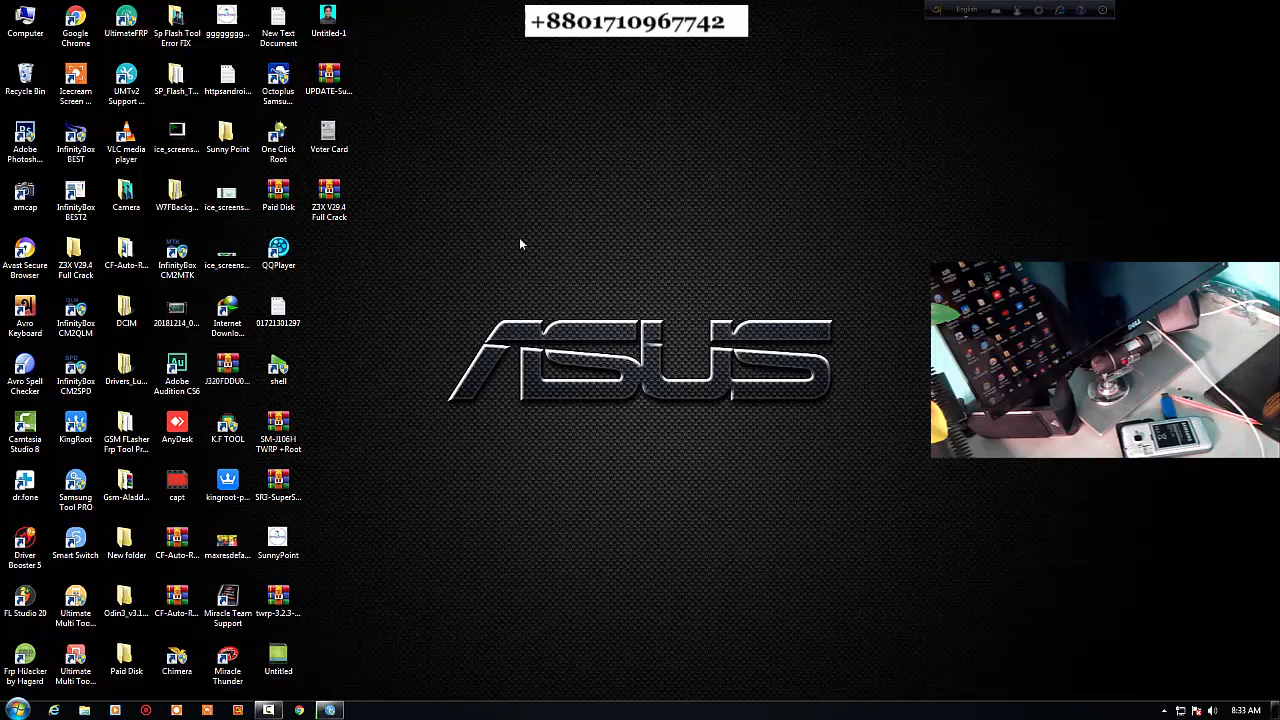 +8801710967742
English
Computer
Google
Chrome
UltimateFRP
Sp Flash Tool
Error FIX
ggggggg...
New Text
Document
Untitled-1
Recycle Bin
Icecream
Screen ...
UMTv2
Support ...
SP_Flash_T...
httpsandroi...
Octoplus
Samsu...
UPDATE-Su...
Adobe
Photosh...
InfinityBox
BEST
VLC media
player
ice_screens...
Sunny Point
One Click
Root
Voter Card
amcap
InfinityBox
BEST2
Camera
W7FBackg...
ice_screens...
Paid Disk
Z3X V29.4
Full Crack
Avast Secure
Browser
Z3X V29.4
Full Crack
CF-Auto-R...
InfinityBox
CM2MTK
ice_screens...
QQPlayer
Avro
Keyboard
InfinityBox
CM2QLM
DCIM
20181214_0...
Internet
Downlo...
01721301297
ASUS
Avro Spell
Checker
InfinityBox
CM2SPD
Drivers_Lu...
Adobe
Audition CS6
J320FDDU0...
shell
DELL
Camtasia
Studio 8
KingRoot
GSM FLasher
Frp Tool Pr...
AnyDesk
K.F TOOL
SM-J106H
TWRP +Root
dr.fone
Samsung
Tool PRO
Gsm-Aladd...
capt
kingroot-p...
SR3-SuperS...
Driver
Booster 5
Smart Switch
New folder
CF-Auto-R...
maxresdefa...
SunnyPoint
FL Studio 20
Ultimate
Multi Too...
Odin3_v3.1...
CF-Auto-R...
Miracle Team
Support
twrp-3.2.3-...
Frp HiJacker
by Hagard
Ultimate
Multi Too...
Paid Disk
Chimera
Miracle
Thunder
Untitled
8:33 AM